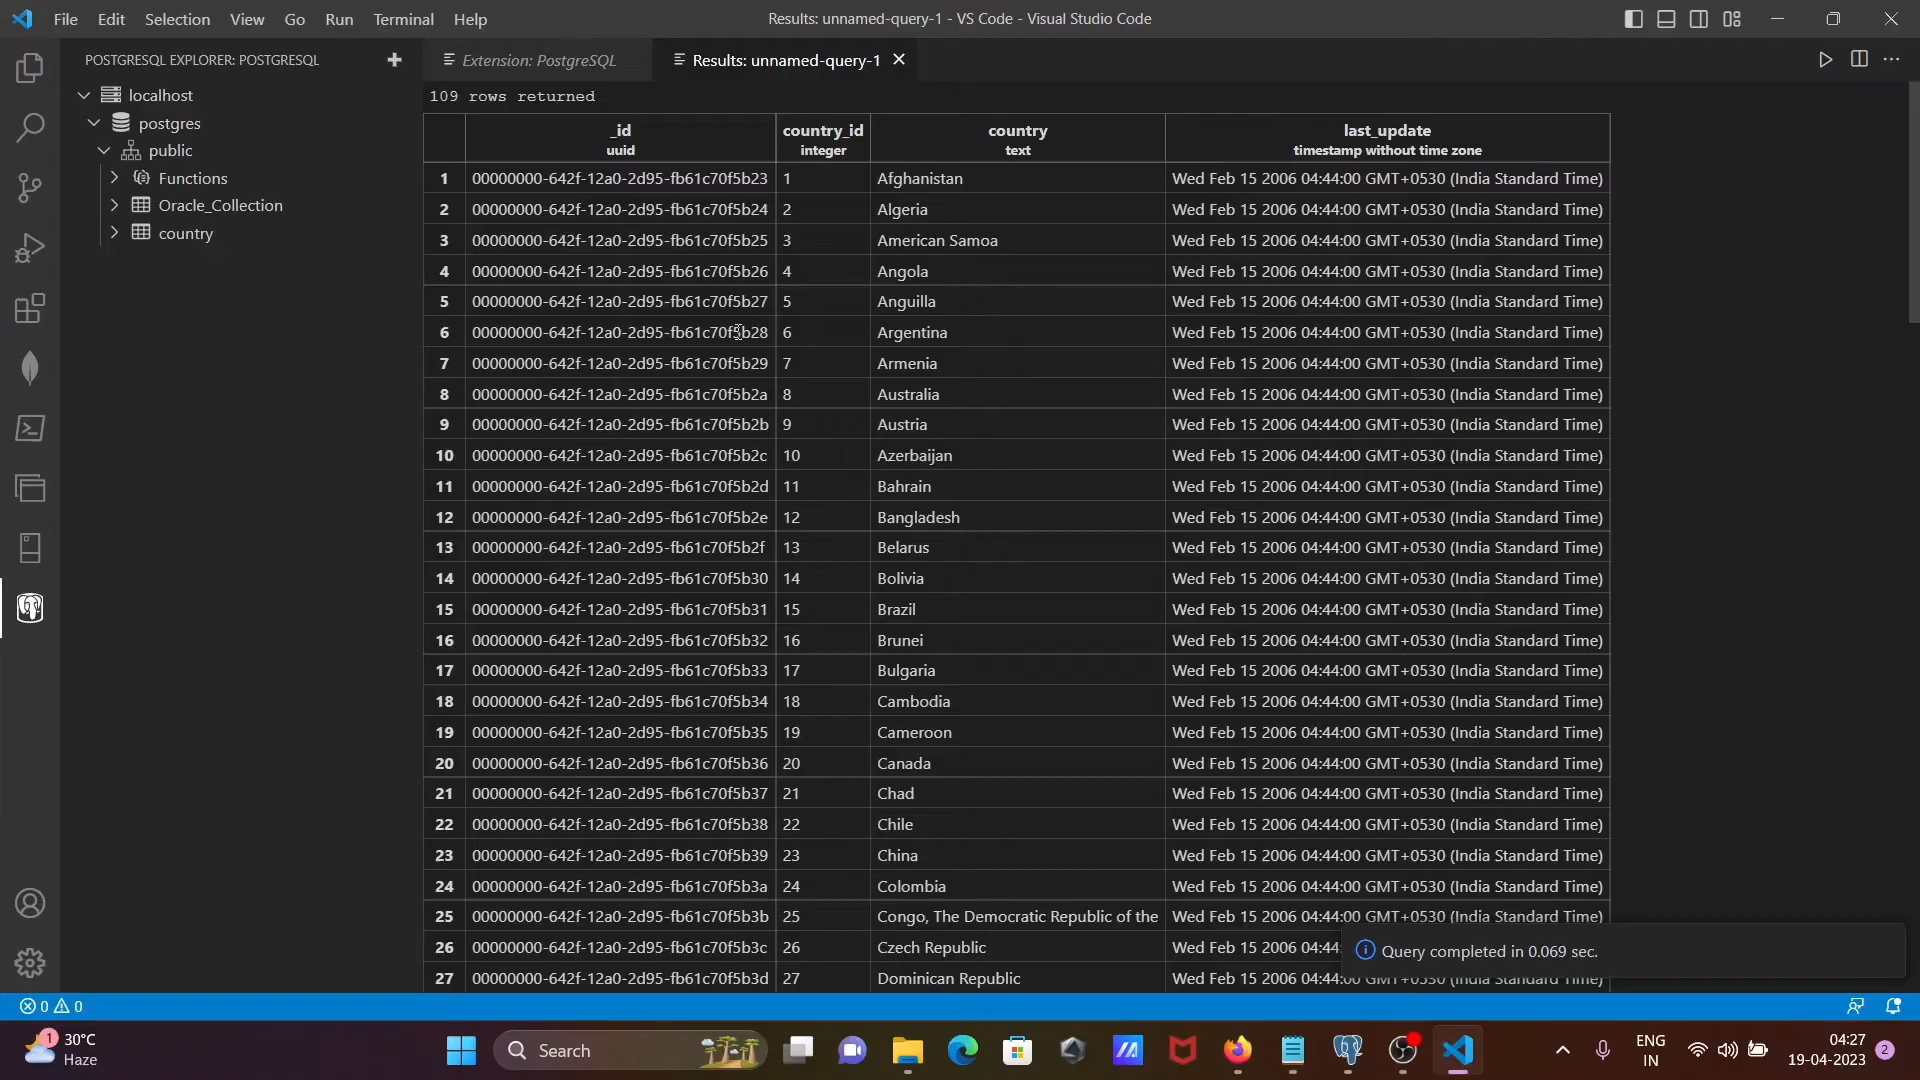 File Edit Selection View Go Run Terminal Help
Results: unnamed-query-1 - VS Code - Visual Studio Code
POSTGRESQL EXPLORER: POSTGRESQL
localhost
postgres
public
Functions
Oracle_Collection
country
Extension: PostgreSQL
Results: unnamed-query-1
109 rows returned
_id country_id country last_update
uuid integer text timestamp without time zone
1 00000000-642f-12a0-2d95-fb61c70f5b23 1 Afghanistan Wed Feb 15 2006 04:44:00 GMT+0530 (India Standard Time)
2 00000000-642f-12a0-2d95-fb61c70f5b24 2 Algeria Wed Feb 15 2006 04:44:00 GMT+0530 (India Standard Time)
3 00000000-642f-12a0-2d95-fb61c70f5b25 3 American Samoa Wed Feb 15 2006 04:44:00 GMT+0530 (India Standard Time)
4 00000000-642f-12a0-2d95-fb61c70f5b26 4 Angola Wed Feb 15 2006 04:44:00 GMT+0530 (India Standard Time)
5 00000000-642f-12a0-2d95-fb61c70f5b27 5 Anguilla Wed Feb 15 2006 04:44:00 GMT+0530 (India Standard Time)
6 00000000-642f-12a0-2d95-fb61c70f5b28 6 Argentina Wed Feb 15 2006 04:44:00 GMT+0530 (India Standard Time)
7 00000000-642f-12a0-2d95-fb61c70f5b29 7 Armenia Wed Feb 15 2006 04:44:00 GMT+0530 (India Standard Time)
8 00000000-642f-12a0-2d95-fb61c70f5b2a 8 Australia Wed Feb 15 2006 04:44:00 GMT+0530 (India Standard Time)
9 00000000-642f-12a0-2d95-fb61c70f5b2b 9 Austria Wed Feb 15 2006 04:44:00 GMT+0530 (India Standard Time)
10 00000000-642f-12a0-2d95-fb61c70f5b2c 10 Azerbaijan Wed Feb 15 2006 04:44:00 GMT+0530 (India Standard Time)
11 00000000-642f-12a0-2d95-fb61c70f5b2d 11 Bahrain Wed Feb 15 2006 04:44:00 GMT+0530 (India Standard Time)
12 00000000-642f-12a0-2d95-fb61c70f5b2e 12 Bangladesh Wed Feb 15 2006 04:44:00 GMT+0530 (India Standard Time)
13 00000000-642f-12a0-2d95-fb61c70f5b2f 13 Belarus Wed Feb 15 2006 04:44:00 GMT+0530 (India Standard Time)
14 00000000-642f-12a0-2d95-fb61c70f5b30 14 Bolivia Wed Feb 15 2006 04:44:00 GMT+0530 (India Standard Time)
15 00000000-642f-12a0-2d95-fb61c70f5b31 15 Brazil Wed Feb 15 2006 04:44:00 GMT+0530 (India Standard Time)
16 00000000-642f-12a0-2d95-fb61c70f5b32 16 Brunei Wed Feb 15 2006 04:44:00 GMT+0530 (India Standard Time)
17 00000000-642f-12a0-2d95-fb61c70f5b33 17 Bulgaria Wed Feb 15 2006 04:44:00 GMT+0530 (India Standard Time)
18 00000000-642f-12a0-2d95-fb61c70f5b34 18 Cambodia Wed Feb 15 2006 04:44:00 GMT+0530 (India Standard Time)
19 00000000-642f-12a0-2d95-fb61c70f5b35 19 Cameroon Wed Feb 15 2006 04:44:00 GMT+0530 (India Standard Time)
20 00000000-642f-12a0-2d95-fb61c70f5b36 20 Canada Wed Feb 15 2006 04:44:00 GMT+0530 (India Standard Time)
21 00000000-642f-12a0-2d95-fb61c70f5b37 21 Chad Wed Feb 15 2006 04:44:00 GMT+0530 (India Standard Time)
22 00000000-642f-12a0-2d95-fb61c70f5b38 22 Chile Wed Feb 15 2006 04:44:00 GMT+0530 (India Standard Time)
23 00000000-642f-12a0-2d95-fb61c70f5b39 23 China Wed Feb 15 2006 04:44:00 GMT+0530 (India Standard Time)
24 00000000-642f-12a0-2d95-fb61c70f5b3a 24 Colombia Wed Feb 15 2006 04:44:00 GMT+0530 (India Standard Time)
25 00000000-642f-12a0-2d95-fb61c70f5b3b 25 Congo, The Democratic Republic of the Wed Feb 15 2006 04:44:00 GMT+0530 (India Standard Time)
26 00000000-642f-12a0-2d95-fb61c70f5b3c 26 Czech Republic Wed Feb 15 2006 04:44:
27 00000000-642f-12a0-2d95-fb61c70f5b3d 27 Dominican Republic Wed Feb 15 2006 04:44:00 GMT+0530 (India Standard Time)
Query completed in 0.069 sec.
0 0
1 30°C
Haze
Search
ENG
IN
04:27
19-04-2023
2